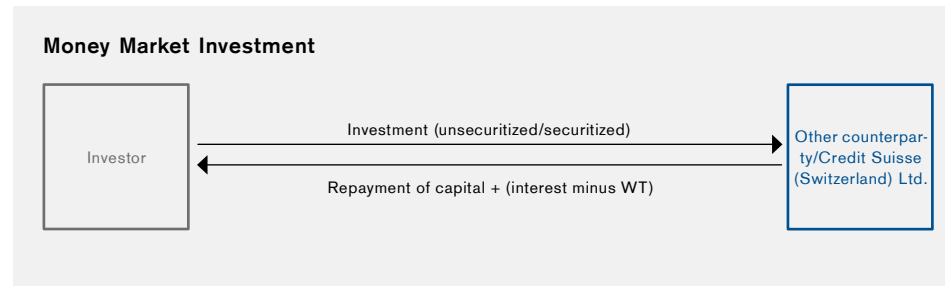 Money Market Investment
Investment (unsecuritized/securitized)
Investor
Other counterpar-
ty/Credit Suisse
(Switzerland) Ltd.
Repayment of capital + (interest minus WT)